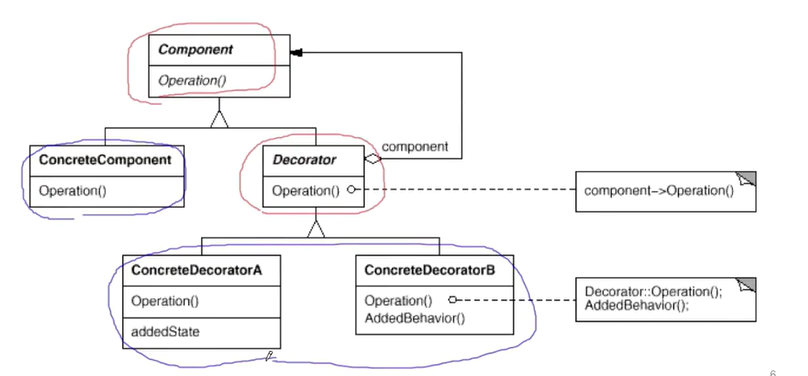 Component
Operation()
component
ConcreteComponent
Operation()
Decorator
Operation()
component->Operation()
ConcreteDecoratorA
Operation()
addedState
ConcreteDecoratorB
Operation()
AddedBehavior()
Decorator::Operation();
AddedBehavior();
6